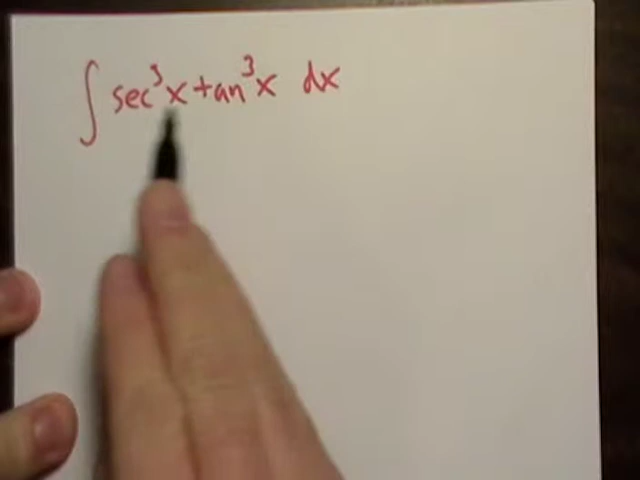 ∫ sec³x tan³x dx